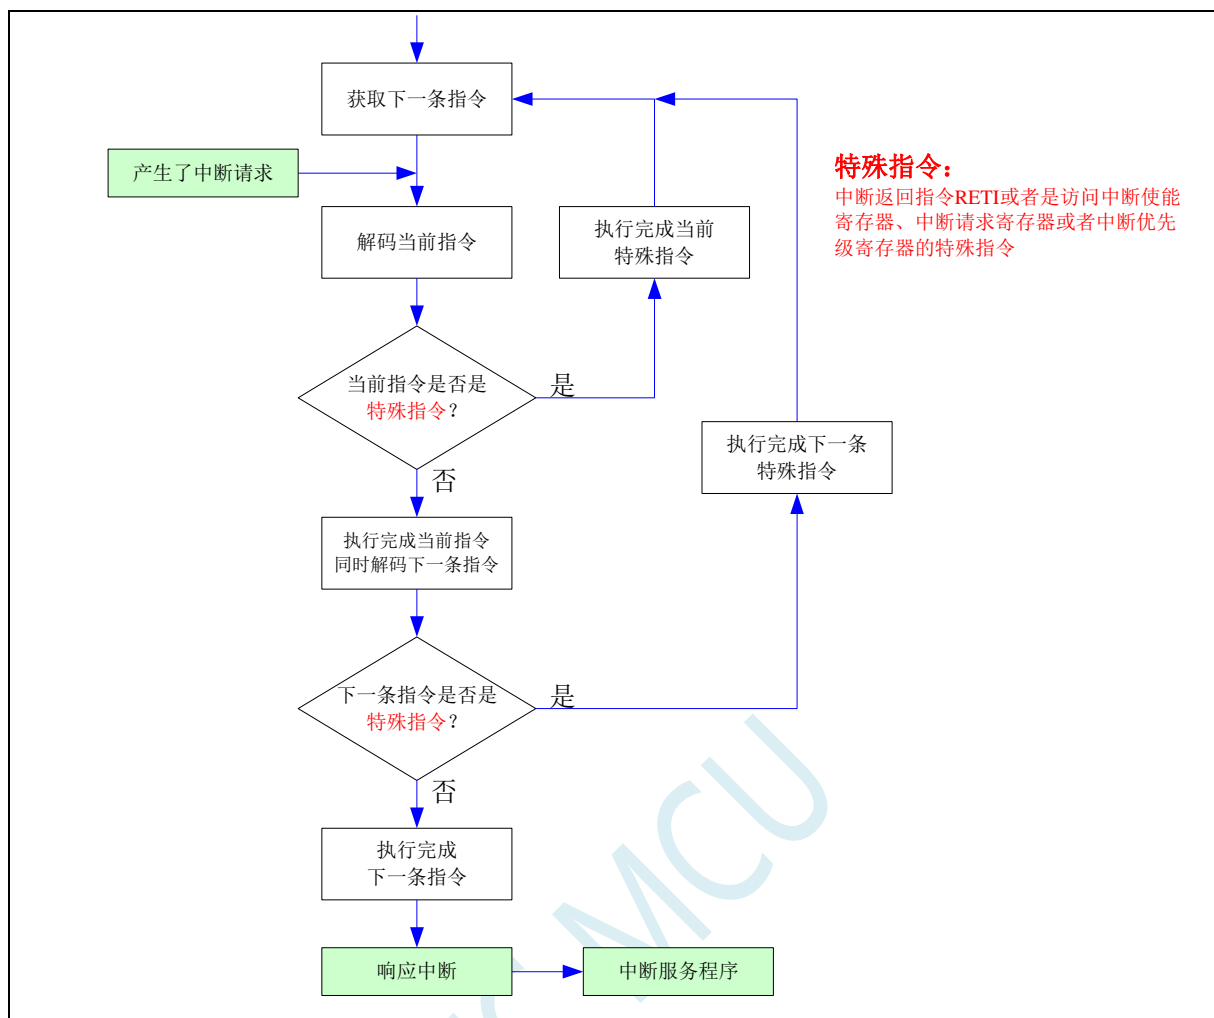 获取下一条指令
产生了中断请求
解码当前指令
执行完成当前
特殊指令
特殊指令：
中断返回指令RETI或者是访问中断使能
寄存器、中断请求寄存器或者中断优先
级寄存器的特殊指令
当前指令是否是
特殊指令？
是
否
执行完成下一条
特殊指令
执行完成当前指令
同时解码下一条指令
下一条指令是否是
特殊指令？
是
否
执行完成
下一条指令
响应中断
中断服务程序
MCU